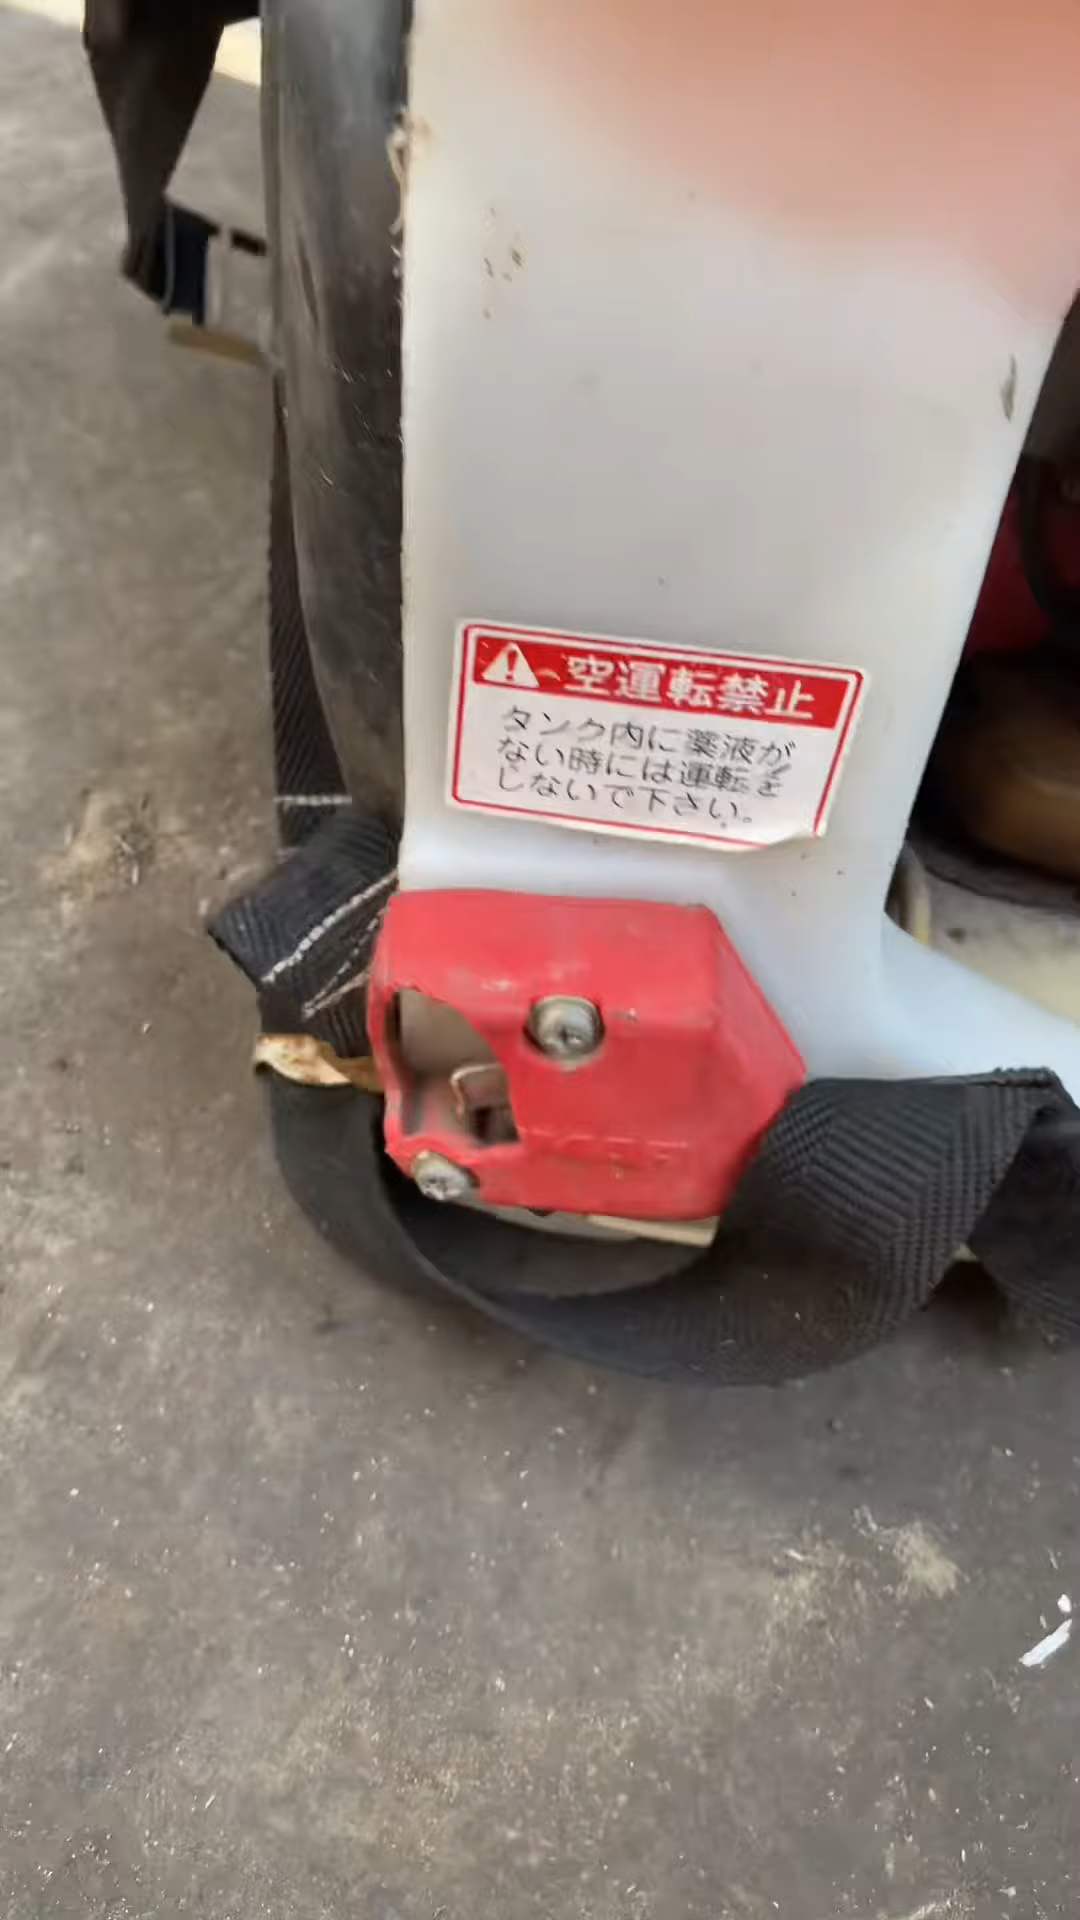 空運転禁止
タンク内に薬液が
ない時には運転を
しないで下さい。